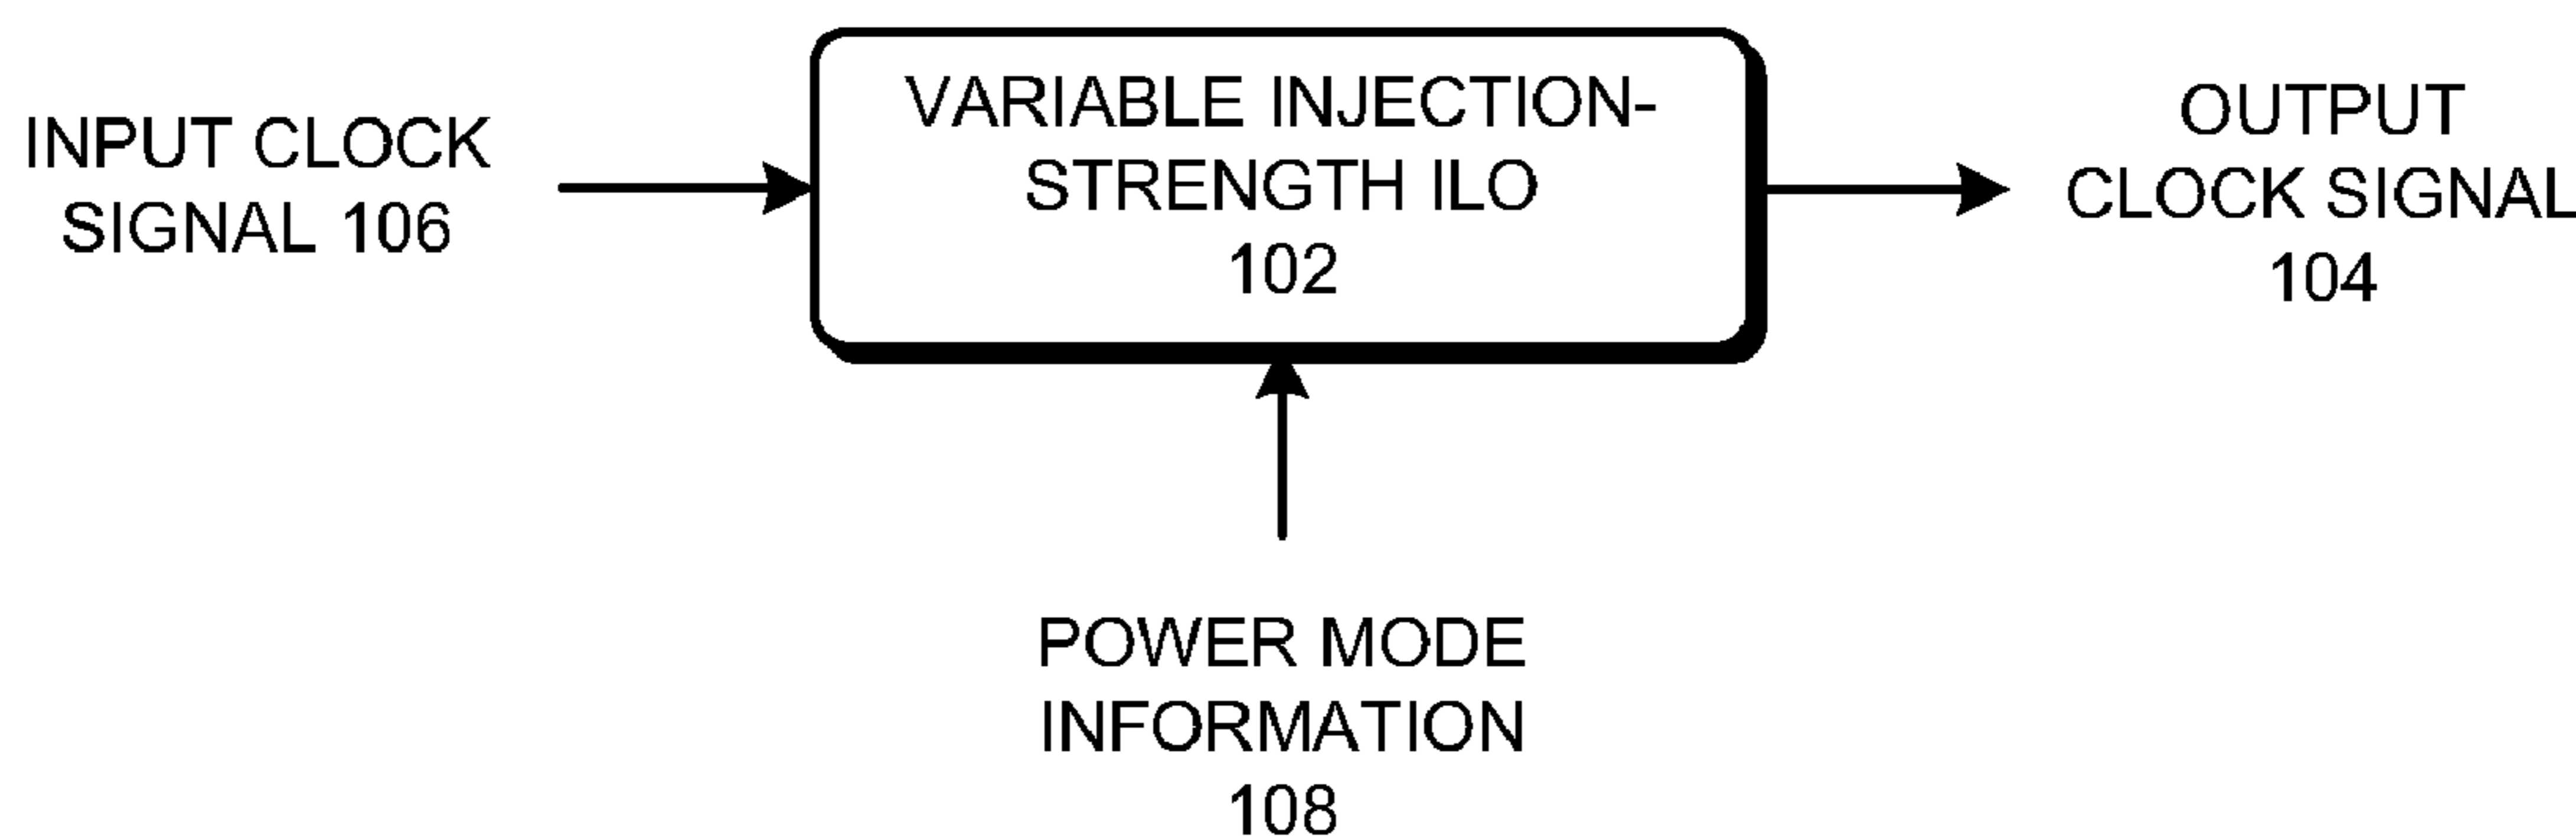 INPUT CLOCK
SIGNAL 106
VARIABLE INJECTION-
STRENGTH ILO
102
OUTPUT
CLOCK SIGNAL
104
POWER MODE
INFORMATION
108